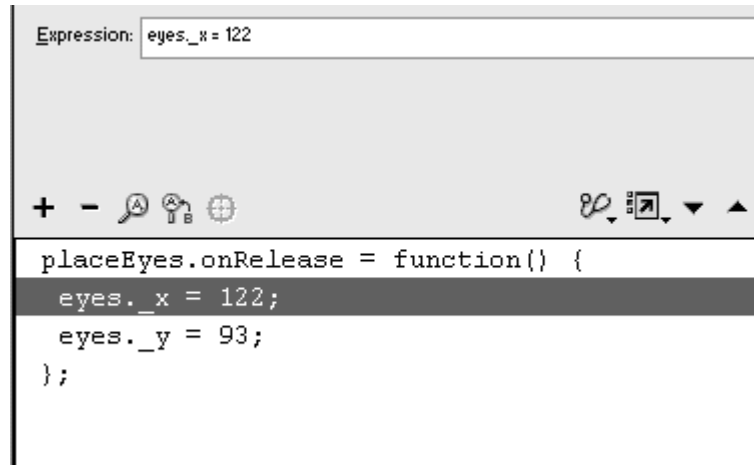 Expression: eyes._x = 122
placeEyes.onRelease = function() {
eyes._x = 122;
eyes._y = 93;
};